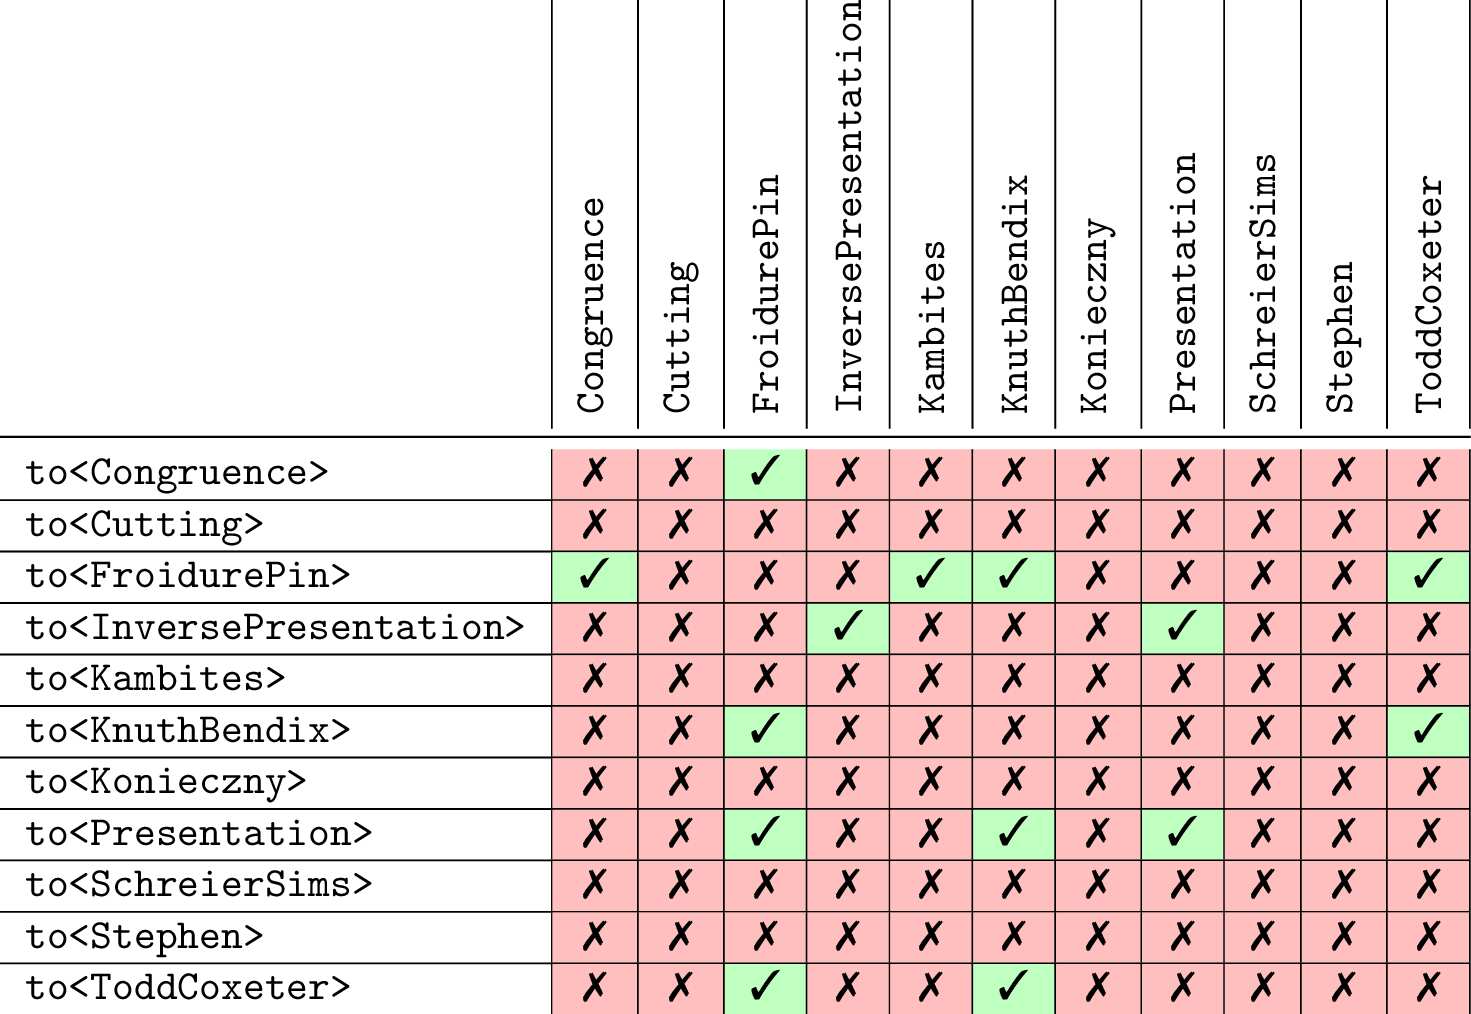 Congruence
Cutting
FroidurePin
InversePresentation
Kambites
KnuthBendix
Konieczny
Presentation
SchreierSims
Stephen
ToddCoxeter
to<Congruence> ✗ ✗ ✓ ✗ ✗ ✗ ✗ ✗ ✗ ✗ ✗
to<Cutting> ✗ ✗ ✗ ✗ ✗ ✗ ✗ ✗ ✗ ✗ ✗
to<FroidurePin> ✓ ✗ ✗ ✗ ✓ ✓ ✗ ✗ ✗ ✗ ✓
to<InversePresentation> ✗ ✗ ✗ ✓ ✗ ✗ ✗ ✓ ✗ ✗ ✗
to<Kambites> ✗ ✗ ✗ ✗ ✗ ✗ ✗ ✗ ✗ ✗ ✗
to<KnuthBendix> ✗ ✗ ✓ ✗ ✗ ✗ ✗ ✗ ✗ ✗ ✓
to<Konieczny> ✗ ✗ ✗ ✗ ✗ ✗ ✗ ✗ ✗ ✗ ✗
to<Presentation> ✗ ✗ ✓ ✗ ✗ ✓ ✗ ✓ ✗ ✗ ✗
to<SchreierSims> ✗ ✗ ✗ ✗ ✗ ✗ ✗ ✗ ✗ ✗ ✗
to<Stephen> ✗ ✗ ✗ ✗ ✗ ✗ ✗ ✗ ✗ ✗ ✗
to<ToddCoxeter> ✗ ✗ ✓ ✗ ✗ ✓ ✗ ✗ ✗ ✗ ✗